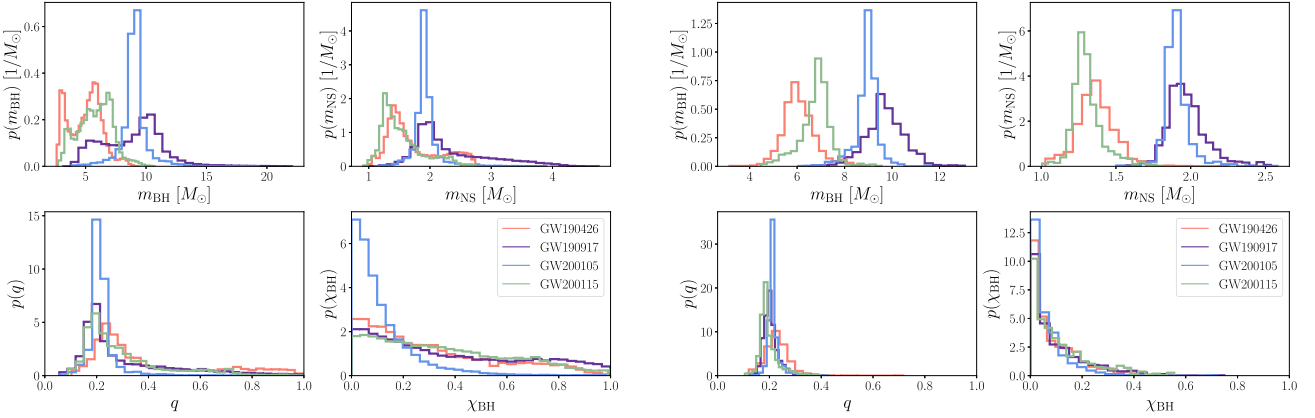 p(m_BH) [1/M_⊙]
0.6
0.4
0.2
0.0
5 10 15 20
m_BH [M_⊙]
p(m_NS) [1/M_⊙]
4
3
2
1
0
1 2 3 4
m_NS [M_⊙]
p(q)
15
10
5
0
0.0 0.2 0.4 0.6 0.8 1.0
q
p(χ_BH)
6
4
2
0
GW190426
GW190917
GW200105
GW200115
0.0 0.2 0.4 0.6 0.8 1.0
χ_BH
p(m_BH) [1/M_⊙]
1.25
1.00
0.75
0.50
0.25
0.00
4 6 8 10 12
m_BH [M_⊙]
p(m_NS) [1/M_⊙]
6
4
2
0
1.0 1.5 2.0 2.5
m_NS [M_⊙]
p(q)
30
20
10
0
0.0 0.2 0.4 0.6 0.8 1.0
q
p(χ_BH)
12.5
10.0
7.5
5.0
2.5
0.0
GW190426
GW190917
GW200105
GW200115
0.0 0.2 0.4 0.6 0.8 1.0
χ_BH